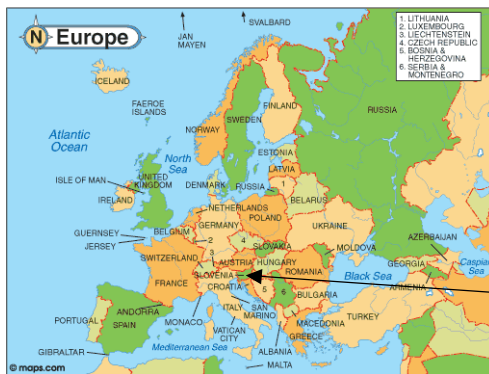 N Europe
1. LITHUANIA
2. LUXEMBOURG
3. LIECHTENSTEIN
4. CZECH REPUBLIC
5. BOSNIA &
HERZEGOVINA
6. SERBIA &
MONTENEGRO
SVALBARD
JAN
MAYEN
ICELAND
FAEROE
ISLANDS
FINLAND
SWEDEN
NORWAY
RUSSIA
Atlantic
Ocean
North
Sea
ESTONIA
LATVIA
1
ISLE OF MAN
UNITED
KINGDOM
DENMARK
RUSSIA
IRELAND
NETHERLANDS
BELARUS
POLAND
GERMANY
GUERNSEY
JERSEY
BELGIUM
2
4
UKRAINE
3
SLOVAKIA
MOLDOVA
AZERBAIJAN
SWITZERLAND
AUSTRIA
HUNGARY
GEORGIA
Caspian
Sea
SLOVENIA
ROMANIA
Black Sea
ARMENIA
FRANCE
CROATIA
5
6
BULGARIA
ANDORRA
ITALY
SAN
MARINO
PORTUGAL
SPAIN
MONACO
VATICAN
CITY
MACEDONIA
TURKEY
GREECE
Mediterranean Sea
ALBANIA
GIBRALTAR
MALTA
© maps.com